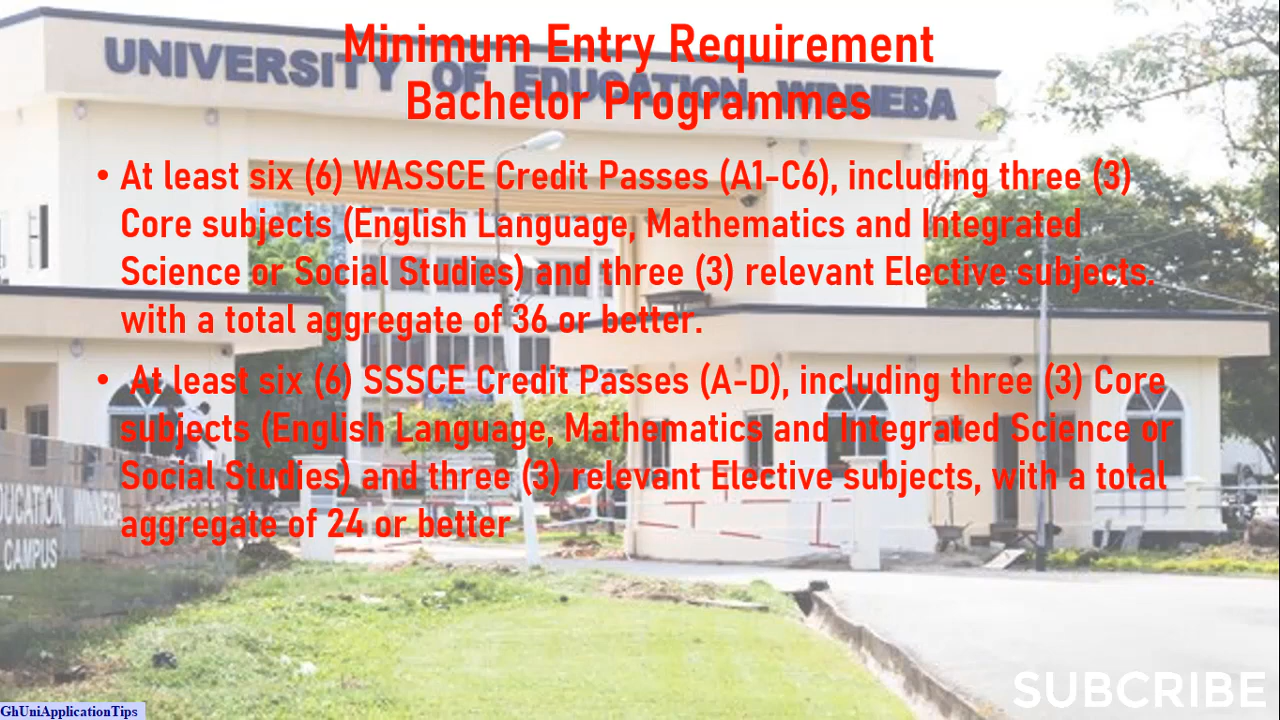 Minimum Entry Requirement
Bachelor Programmes
UNIVERSITY OF EDUCATION, WINNEBA
• At least six (6) WASSCE Credit Passes (A1-C6), including three (3)
Core subjects (English Language, Mathematics and Integrated
Science or Social Studies) and three (3) relevant Elective subjects.
with a total aggregate of 36 or better.
• At least six (6) SSSCE Credit Passes (A-D), including three (3) Core
subjects (English Language, Mathematics and Integrated Science or
Social Studies) and three (3) relevant Elective subjects, with a total
aggregate of 24 or better
WINNEBA
CAMPUS
SUBCRIBE
GhUniApplicationTips